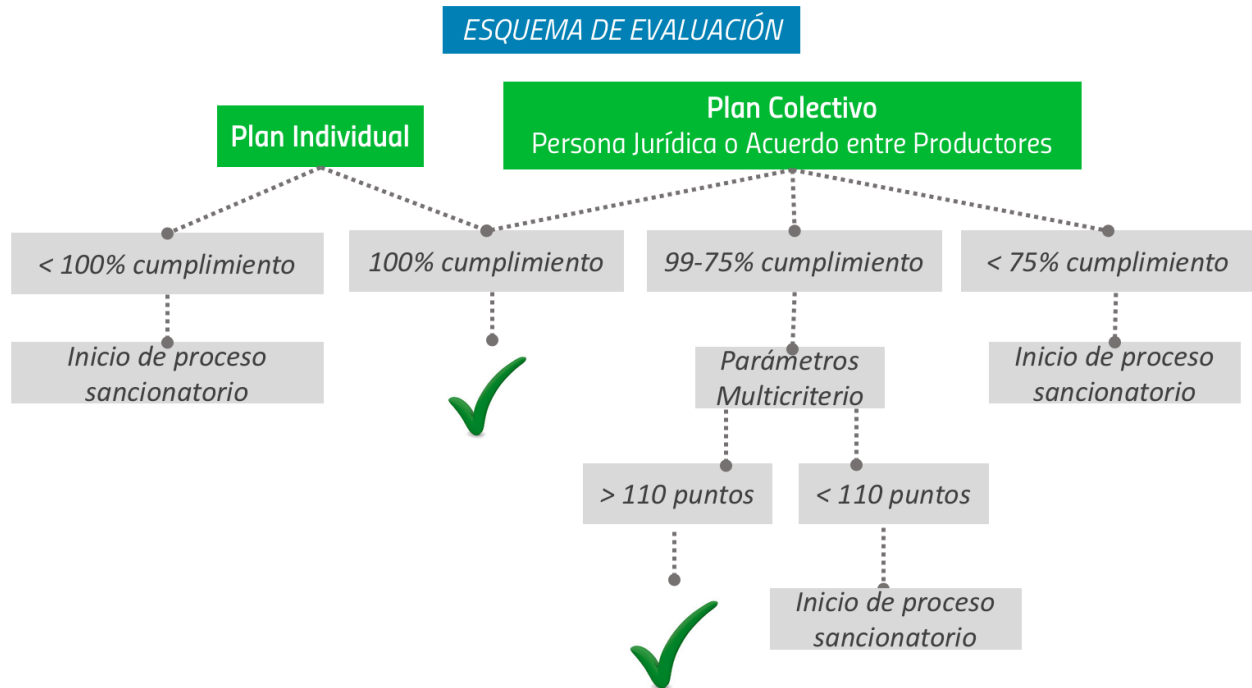 ESQUEMA DE EVALUACIÓN
Plan Individual
Plan Colectivo
Persona Jurídica o Acuerdo entre Productores
< 100% cumplimiento
100% cumplimiento
99-75% cumplimiento
< 75% cumplimiento
Inicio de proceso
sancionatorio
Parámetros
Multicriterio
Inicio de proceso
sancionatorio
> 110 puntos
< 110 puntos
Inicio de proceso
sancionatorio